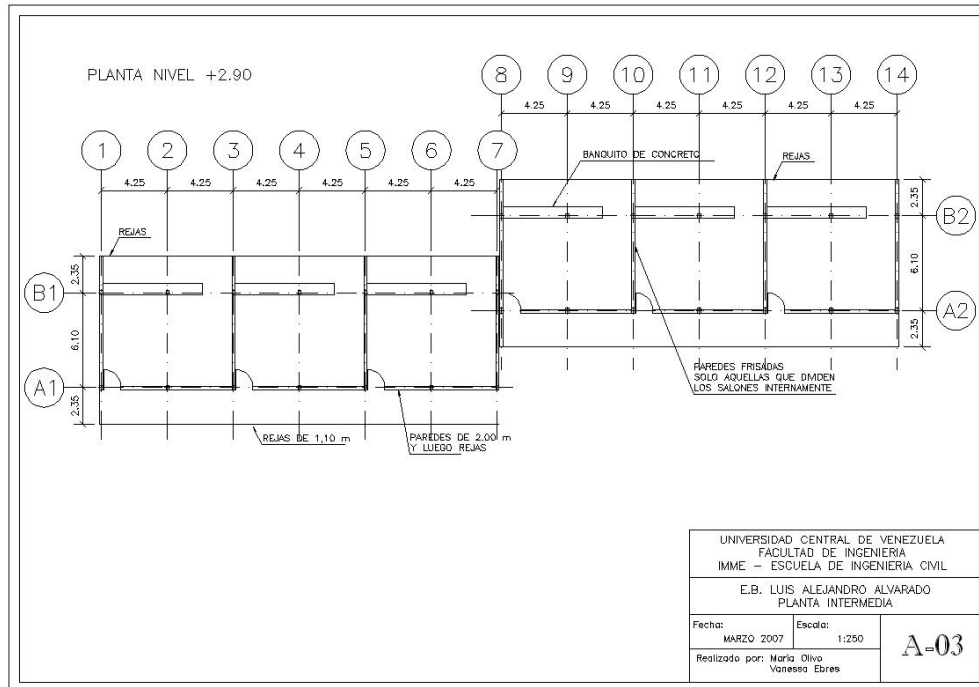 PLANTA NIVEL +2.90
8 9 10 11 12 13 14
4.25 4.25 4.25 4.25 4.25 4.25
1 2 3 4 5 6 7
4.25 4.25 4.25 4.25 4.25 4.25
BANQUITO DE CONCRETO
REJAS
2.35
B2
6.10
A2
2.35
REJAS
2.35
B1
6.10
A1
2.35
PAREDES FRISADAS
SOLO AQUELLAS QUE DIVIDEN
LOS SALONES INTERNAMENTE
REJAS DE 1,10 m
PAREDES DE 2.00 m
Y LUEGO REJAS
UNIVERSIDAD CENTRAL DE VENEZUELA
FACULTAD DE INGENIERIA
IMME – ESCUELA DE INGENIERIA CIVIL
E.B. LUIS ALEJANDRO ALVARADO
PLANTA INTERMEDIA
Fecha:
MARZO 2007
Escala:
1:250
Realizado por: María Olivo
Vanessa Ebres
A-03